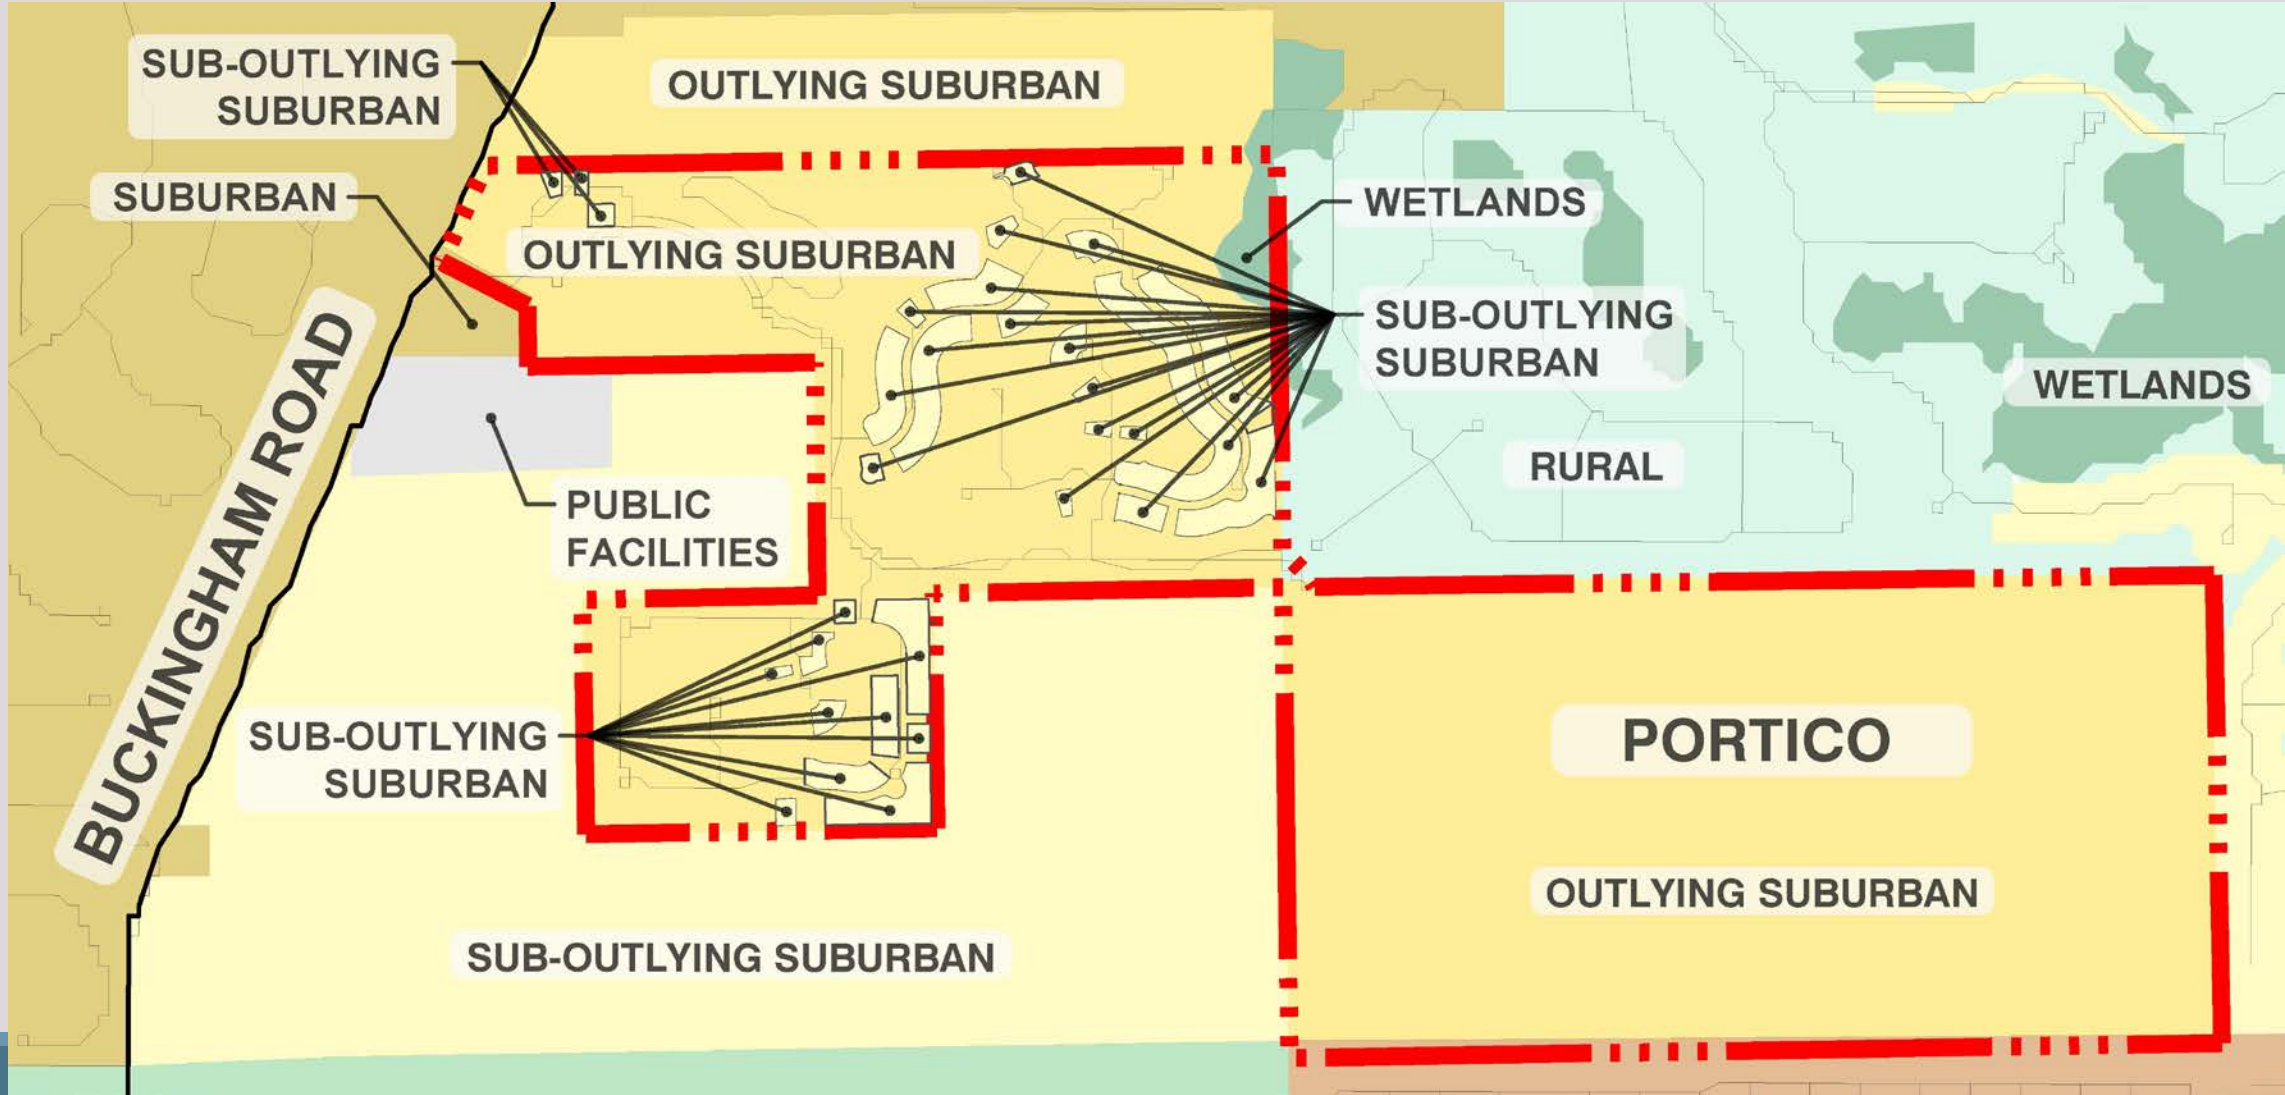 SUB-OUTLYING
SUBURBAN
OUTLYING SUBURBAN
SUBURBAN
WETLANDS
OUTLYING SUBURBAN
SUB-OUTLYING
SUBURBAN
WETLANDS
RURAL
BUCKINGHAM ROAD
PUBLIC
FACILITIES
SUB-OUTLYING
SUBURBAN
PORTICO
OUTLYING SUBURBAN
SUB-OUTLYING SUBURBAN